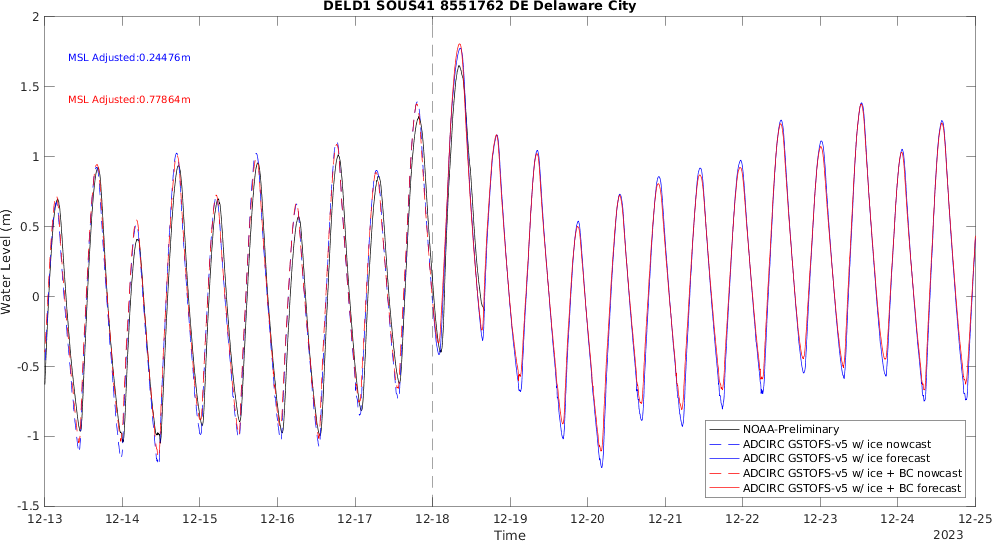 DELD1 SOUS41 8551762 DE Delaware City
MSL Adjusted:0.24476m
MSL Adjusted:0.77864m
Water Level (m)
2
1.5
1
0.5
0
-0.5
-1
-1.5
NOAA-Preliminary
ADCIRC GSTOFS-v5 w/ ice nowcast
ADCIRC GSTOFS-v5 w/ ice forecast
ADCIRC GSTOFS-v5 w/ ice + BC nowcast
ADCIRC GSTOFS-v5 w/ ice + BC forecast
12-13 12-14 12-15 12-16 12-17 12-18 12-19 12-20 12-21 12-22 12-23 12-24 12-25
Time
2023